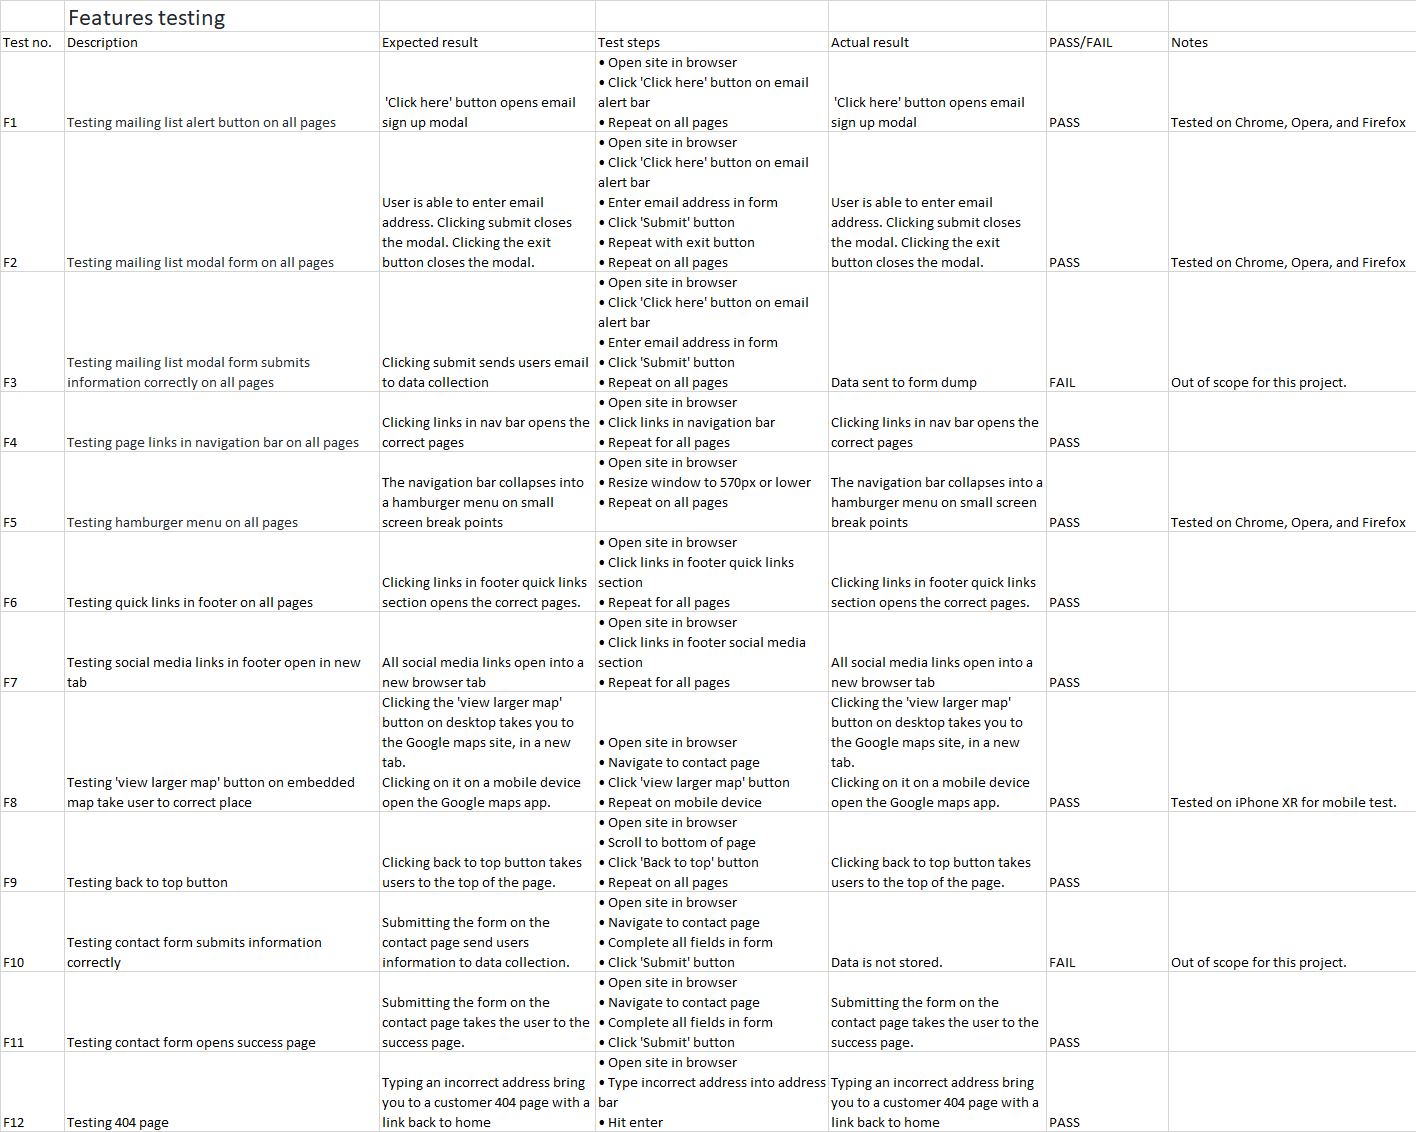 Features testing
Test no. Description Expected result Test steps Actual result PASS/FAIL Notes
F1
Testing mailing list alert button on all pages
'Click here' button opens email
sign up modal
• Open site in browser
• Click 'Click here' button on email
alert bar
• Repeat on all pages
'Click here' button opens email
sign up modal
PASS
Tested on Chrome, Opera, and Firefox
F2
Testing mailing list modal form on all pages
User is able to enter email
address. Clicking submit closes
the modal. Clicking the exit
button closes the modal.
• Open site in browser
• Click 'Click here' button on email
alert bar
• Enter email address in form
• Click 'Submit' button
• Repeat with exit button
• Repeat on all pages
User is able to enter email
address. Clicking submit closes
the modal. Clicking the exit
button closes the modal.
PASS
Tested on Chrome, Opera, and Firefox
F3
Testing mailing list modal form submits
information correctly on all pages
Clicking submit sends users email
to data collection
• Open site in browser
• Click 'Click here' button on email
alert bar
• Enter email address in form
• Click 'Submit' button
• Repeat on all pages
Data sent to form dump
FAIL
Out of scope for this project.
F4
Testing page links in navigation bar on all pages
Clicking links in nav bar opens the
correct pages
• Open site in browser
• Click links in navigation bar
• Repeat for all pages
Clicking links in nav bar opens the
correct pages
PASS
F5
Testing hamburger menu on all pages
The navigation bar collapses into
a hamburger menu on small
screen break points
• Open site in browser
• Resize window to 570px or lower
• Repeat on all pages
The navigation bar collapses into a
hamburger menu on small screen
break points
PASS
Tested on Chrome, Opera, and Firefox
F6
Testing quick links in footer on all pages
Clicking links in footer quick links
section opens the correct pages.
• Open site in browser
• Click links in footer quick links
section
• Repeat for all pages
Clicking links in footer quick links
section opens the correct pages.
PASS
F7
Testing social media links in footer open in new
tab
All social media links open into a
new browser tab
• Open site in browser
• Click links in footer social media
section
• Repeat for all pages
All social media links open into a
new browser tab
PASS
F8
Testing 'view larger map' button on embedded
map take user to correct place
Clicking the 'view larger map'
button on desktop takes you to
the Google maps site, in a new
tab.
Clicking on it on a mobile device
open the Google maps app.
• Open site in browser
• Navigate to contact page
• Click 'view larger map' button
• Repeat on mobile device
Clicking the 'view larger map'
button on desktop takes you to
the Google maps site, in a new
tab.
Clicking on it on a mobile device
open the Google maps app.
PASS
Tested on iPhone XR for mobile test.
F9
Testing back to top button
Clicking back to top button takes
users to the top of the page.
• Open site in browser
• Scroll to bottom of page
• Click 'Back to top' button
• Repeat on all pages
Clicking back to top button takes
users to the top of the page.
PASS
F10
Testing contact form submits information
correctly
Submitting the form on the
contact page send users
information to data collection.
• Open site in browser
• Navigate to contact page
• Complete all fields in form
• Click 'Submit' button
Data is not stored.
FAIL
Out of scope for this project.
F11
Testing contact form opens success page
Submitting the form on the
contact page takes the user to the
success page.
• Open site in browser
• Navigate to contact page
• Complete all fields in form
• Click 'Submit' button
Submitting the form on the
contact page takes the user to the
success page.
PASS
F12
Testing 404 page
Typing an incorrect address bring
you to a customer 404 page with a
link back to home
• Open site in browser
• Type incorrect address into address
bar
• Hit enter
Typing an incorrect address bring
you to a customer 404 page with a
link back to home
PASS